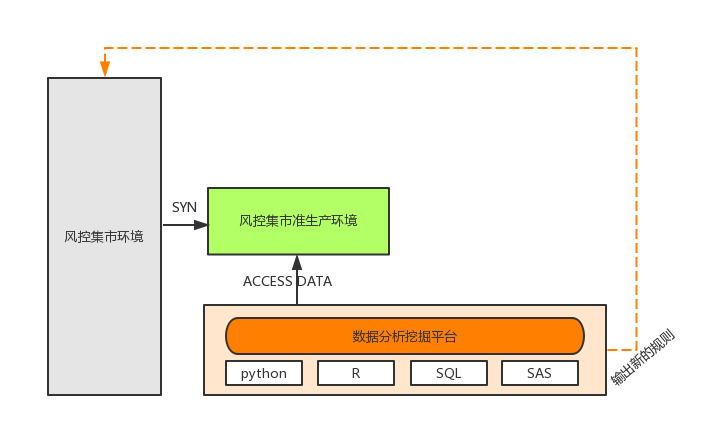 SYN
风控集市环境
风控集市准生产环境
ACCESS DATA
数据分析挖掘平台
python
R
SQL
SAS
输出新的规则